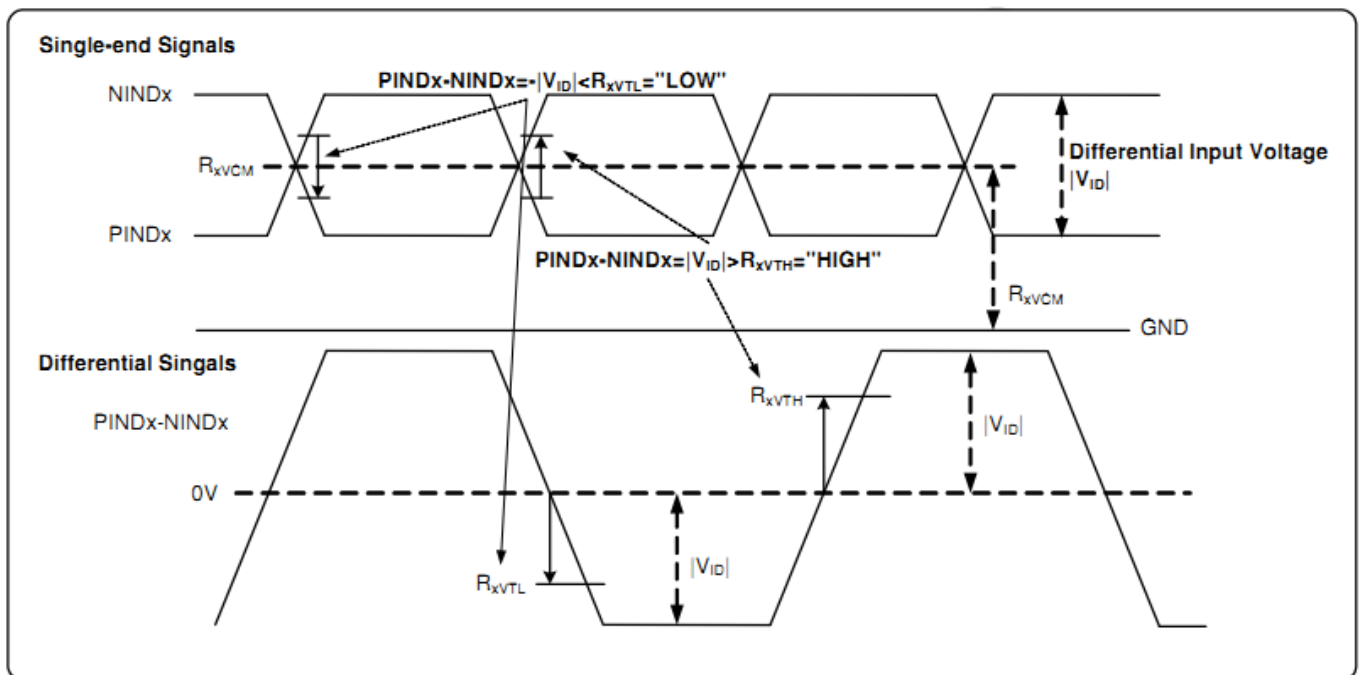 Single-end Signals
PINDx-NINDx=-|VID|<RxVTL="LOW"
NINDx
RxVCM
Differential Input Voltage
|VID|
PINDx
PINDx-NINDx=|VID|>RxVTH="HIGH"
RxVCM
GND
Differential Singals
RxVTH
PINDx-NINDx
|VID|
0V
|VID|
RxVTL